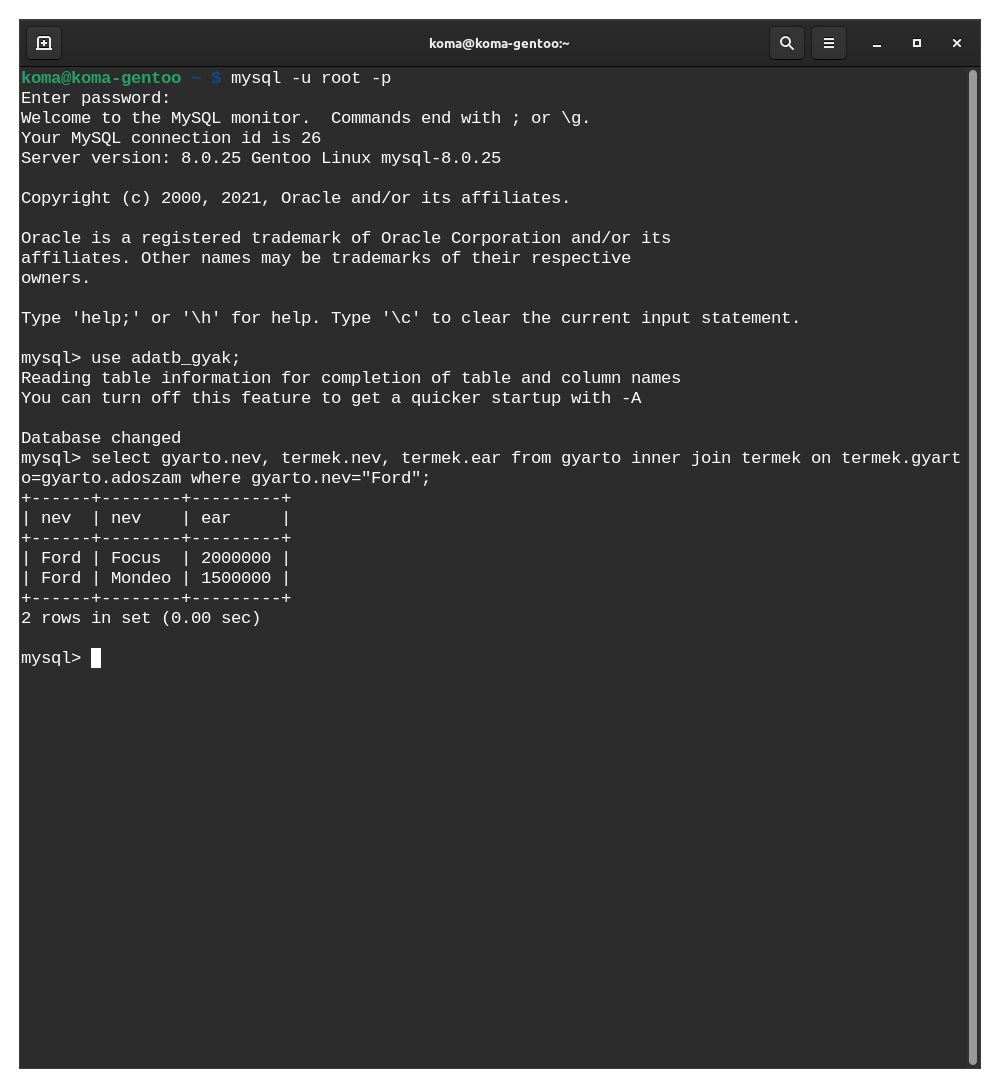 koma@koma-gentoo:~
koma@koma-gentoo ~ $ mysql -u root -p
Enter password:
Welcome to the MySQL monitor.  Commands end with ; or \g.
Your MySQL connection id is 26
Server version: 8.0.25 Gentoo Linux mysql-8.0.25

Copyright (c) 2000, 2021, Oracle and/or its affiliates.

Oracle is a registered trademark of Oracle Corporation and/or its
affiliates. Other names may be trademarks of their respective
owners.

Type 'help;' or '\h' for help. Type '\c' to clear the current input statement.

mysql> use adatb_gyak;
Reading table information for completion of table and column names
You can turn off this feature to get a quicker startup with -A

Database changed
mysql> select gyarto.nev, termek.nev, termek.ear from gyarto inner join termek on termek.gyart
o=gyarto.adoszam where gyarto.nev="Ford";
+------+--------+---------+
| nev  | nev    | ear     |
+------+--------+---------+
| Ford | Focus  | 2000000 |
| Ford | Mondeo | 1500000 |
+------+--------+---------+
2 rows in set (0.00 sec)

mysql>